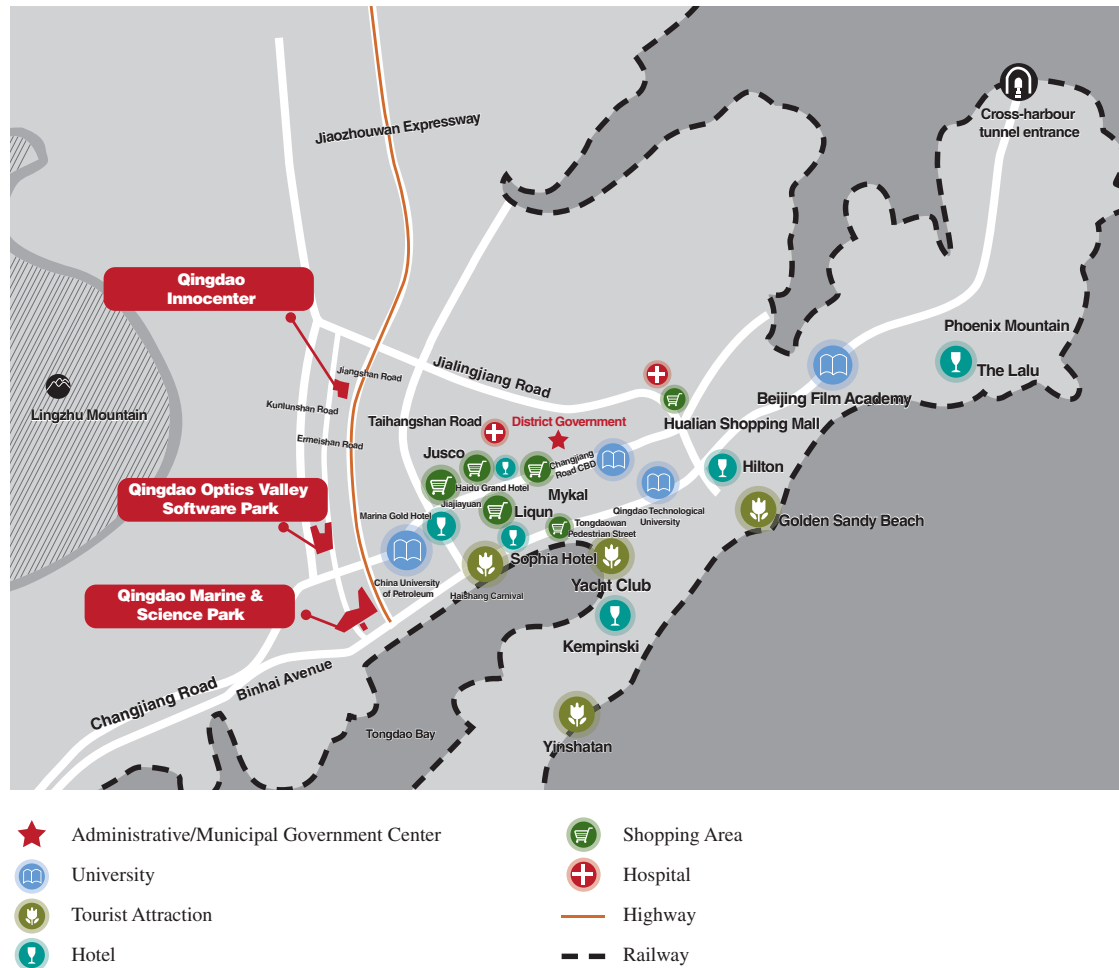 Jiaozhouwan Expressway
Cross-harbour
tunnel entrance
Qingdao
Innocenter
Phoenix Mountain
Jialingjiang Road
Jiangshan Road
The Lalu
Lingzhu Mountain
Kunlunshan Road
Beijing Film Academy
Taihangshan Road
District Government
Hualian Shopping Mall
Ermeishan Road
Jusco
Changjiang
Road CBD
Hilton
Haidu Grand Hotel
Mykal
Qingdao Optics Valley
Software Park
Jiajiayuan
Liqun
Marina Gold Hotel
Qingdao Technological
University
Golden Sandy Beach
Tongdaowan
Pedestrian Street
Sophia Hotel
China University
of Petroleum
Haishang Carnival
Yacht Club
Qingdao Marine &
Science Park
Kempinski
Binhai Avenue
Changjiang Road
Tongdao Bay
Yinshatan
Administrative/Municipal Government Center
University
Tourist Attraction
Hotel
Shopping Area
Hospital
Highway
Railway